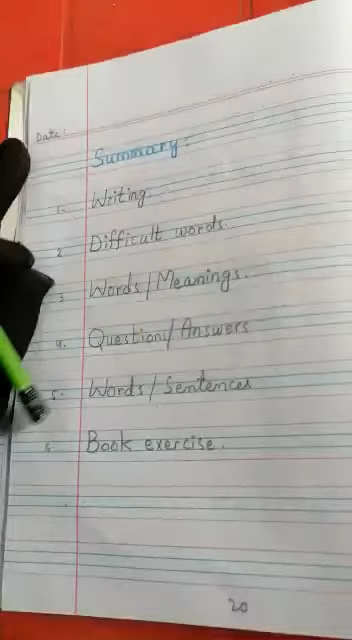 Date:
Summary:
1. Writing
2 Difficult words.
3 Words/Meanings.
4. Question/Answers
5. Words/Sentences
6 Book exercise.
20